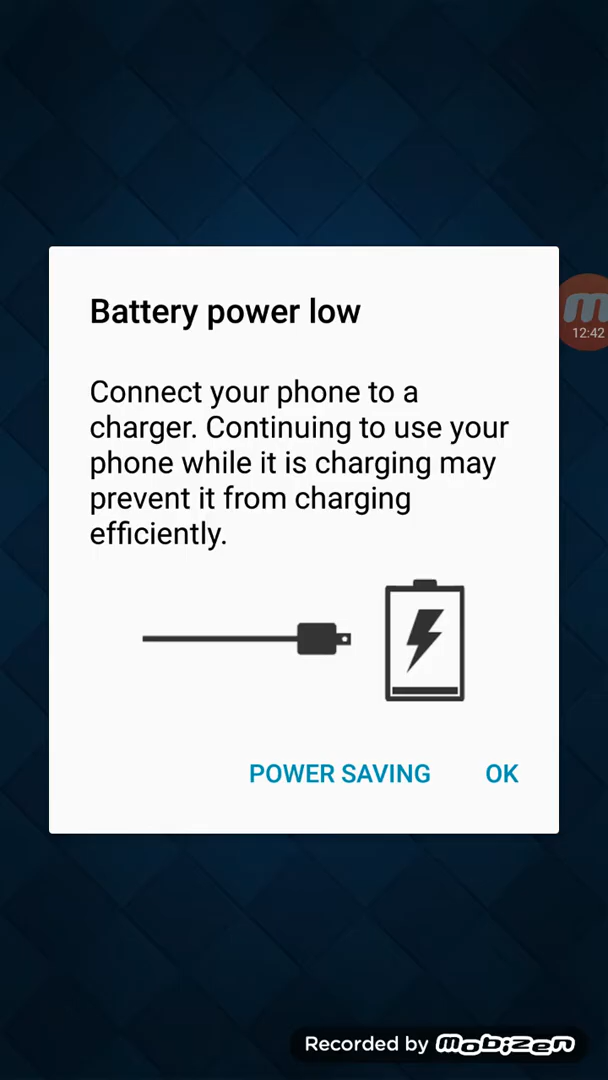 Battery power low
m
12:42
Connect your phone to a
charger. Continuing to use your
phone while it is charging may
prevent it from charging
efficiently.
POWER SAVING
OK
Recorded by mobizen